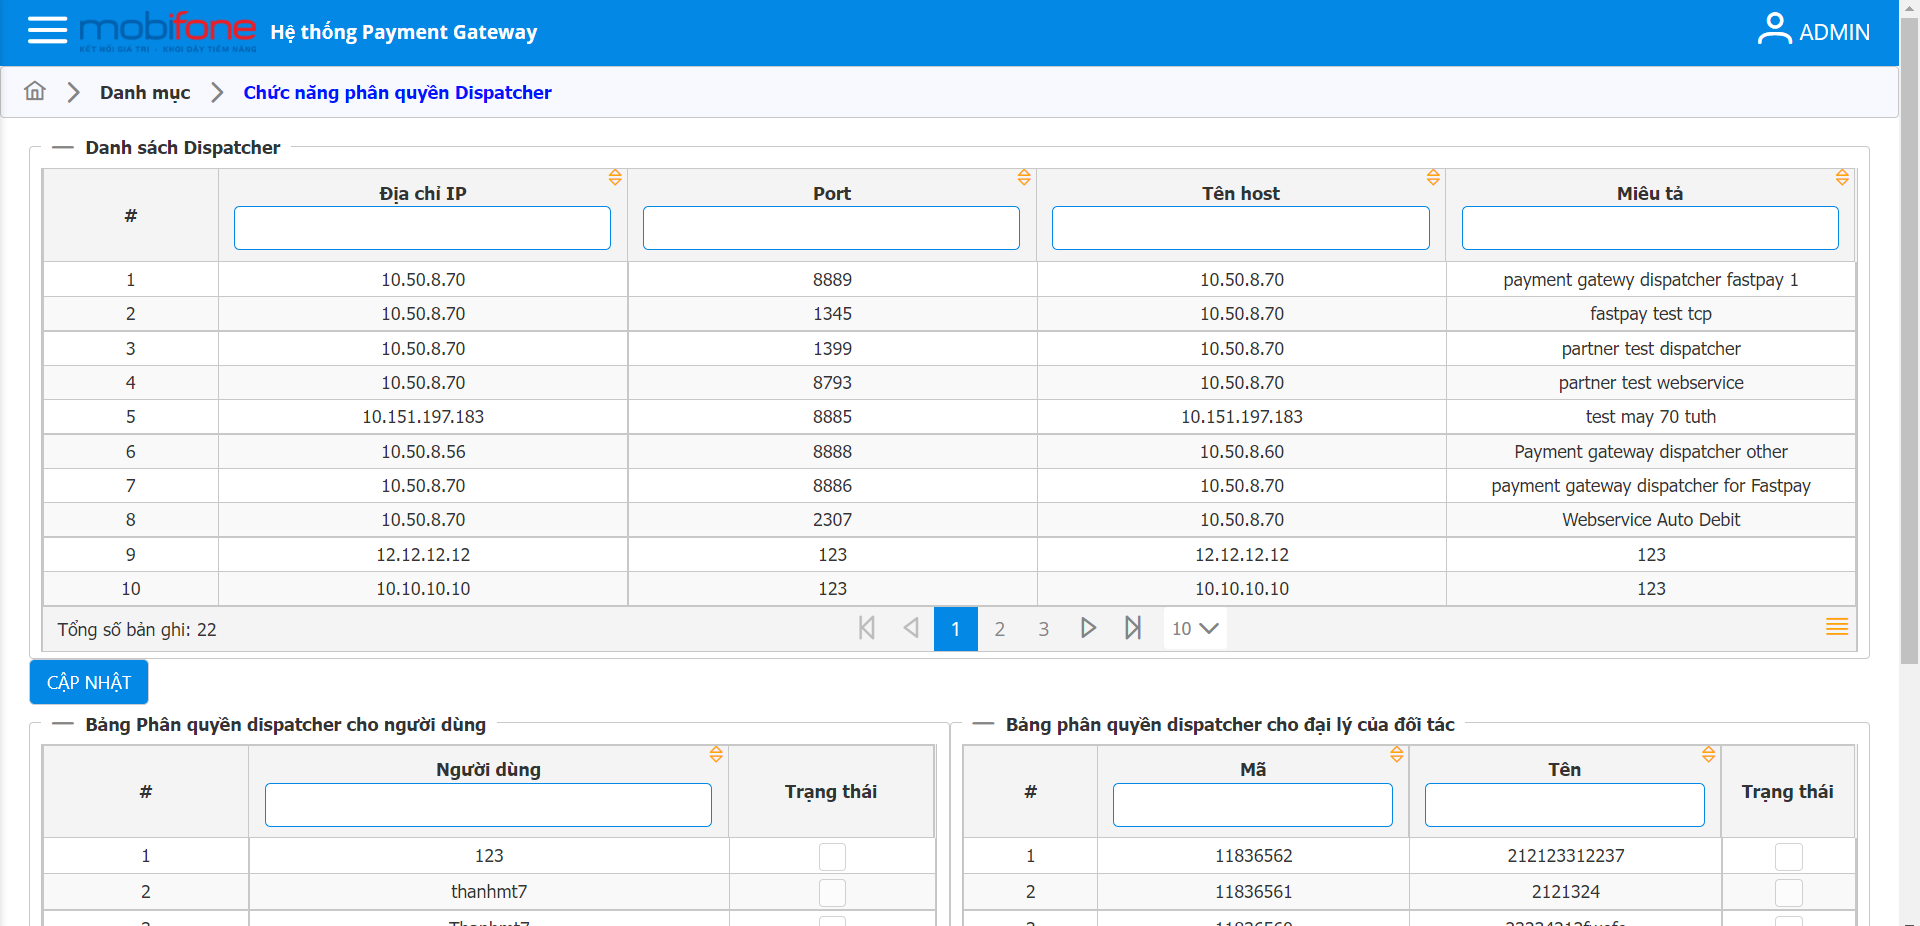 mobifone
KẾT NỐI GIÁ TRỊ - KHƠI DẬY TIỀM NĂNG
Hệ thống Payment Gateway
ADMIN
Danh mục
Chức năng phân quyền Dispatcher
Danh sách Dispatcher
# Địa chỉ IP Port Tên host Miêu tả
1 10.50.8.70 8889 10.50.8.70 payment gatewy dispatcher fastpay 1
2 10.50.8.70 1345 10.50.8.70 fastpay test tcp
3 10.50.8.70 1399 10.50.8.70 partner test dispatcher
4 10.50.8.70 8793 10.50.8.70 partner test webservice
5 10.151.197.183 8885 10.151.197.183 test may 70 tuth
6 10.50.8.56 8888 10.50.8.60 Payment gateway dispatcher other
7 10.50.8.70 8886 10.50.8.70 payment gateway dispatcher for Fastpay
8 10.50.8.70 2307 10.50.8.70 Webservice Auto Debit
9 12.12.12.12 123 12.12.12.12 123
10 10.10.10.10 123 10.10.10.10 123
Tổng số bản ghi: 22 1 2 3 10
CẬP NHẬT
Bảng Phân quyền dispatcher cho người dùng
# Người dùng Trạng thái
1 123
2 thanhmt7
Bảng phân quyền dispatcher cho đại lý của đối tác
# Mã Tên Trạng thái
1 11836562 212123312237
2 11836561 2121324